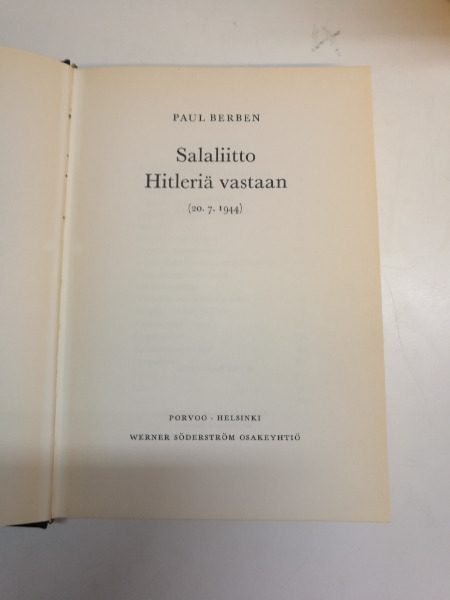 PAUL BERBEN
Salaliitto
Hitleriä vastaan
(20. 7. 1944)
PORVOO · HELSINKI
WERNER SÖDERSTRÖM OSAKEYHTIÖ